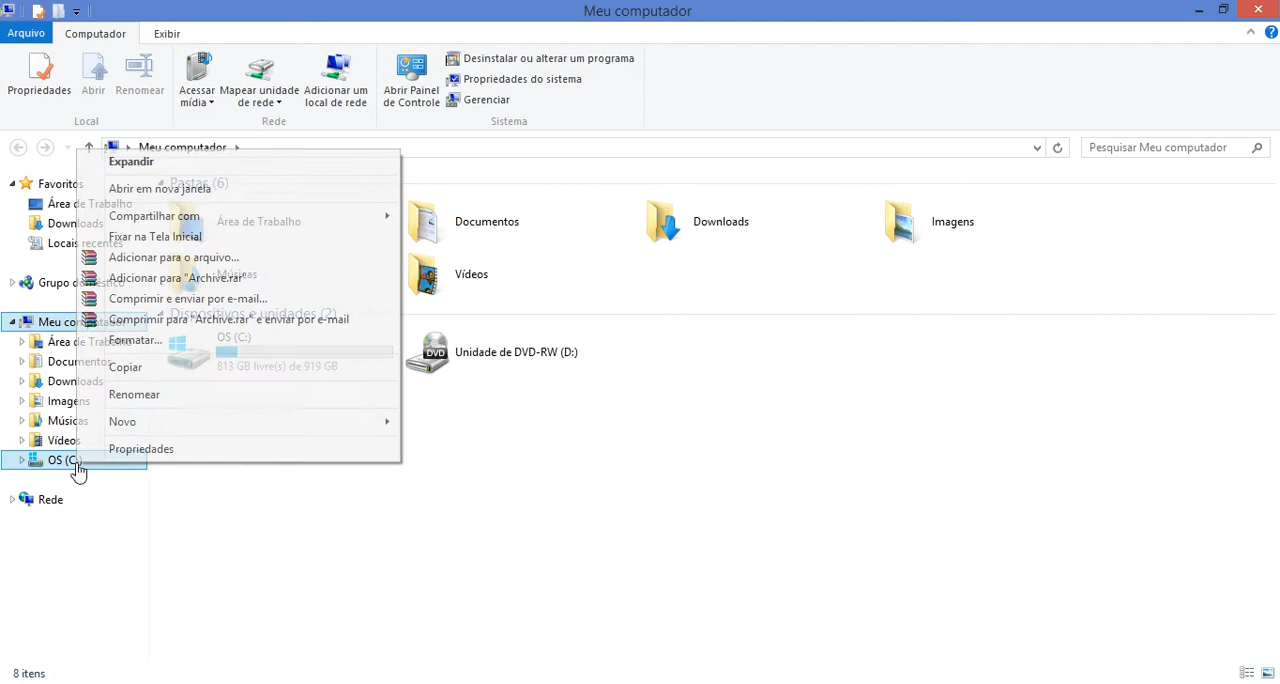 Meu computador
Arquivo
Computador
Exibir
Propriedades
Abrir
Renomear
Local
Acessar mídia
Mapear unidade de rede
Adicionar um local de rede
Rede
Abrir Painel de Controle
Desinstalar ou alterar um programa
Propriedades do sistema
Gerenciar
Sistema
Meu computador
Pesquisar Meu computador
Favoritos
Área de Trabalho
Downloads
Locais recentes
Grupo doméstico
Meu computador
Área de Trabalho
Documentos
Downloads
Imagens
Músicas
Vídeos
OS (C:)
Rede
Expandir
Abrir em nova janela
Compartilhar com
Fixar na Tela Inicial
Adicionar para o arquivo...
Adicionar para "Archive.rar"
Comprimir e enviar por e-mail...
Comprimir para "Archive.rar" e enviar por e-mail
Formatar...
Copiar
Renomear
Novo
Propriedades
Pastas (6)
Área de Trabalho
Documentos
Downloads
Imagens
Músicas
Vídeos
Dispositivos e unidades (2)
OS (C:)
813 GB livre(s) de 919 GB
DVD
Unidade de DVD-RW (D:)
8 itens